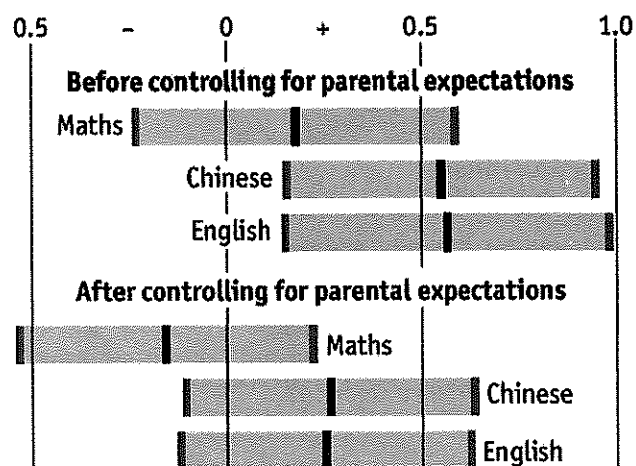 0.5 – 0 + 0.5 1.0
Before controlling for parental expectations
Maths
Chinese
English
After controlling for parental expectations
Maths
Chinese
English